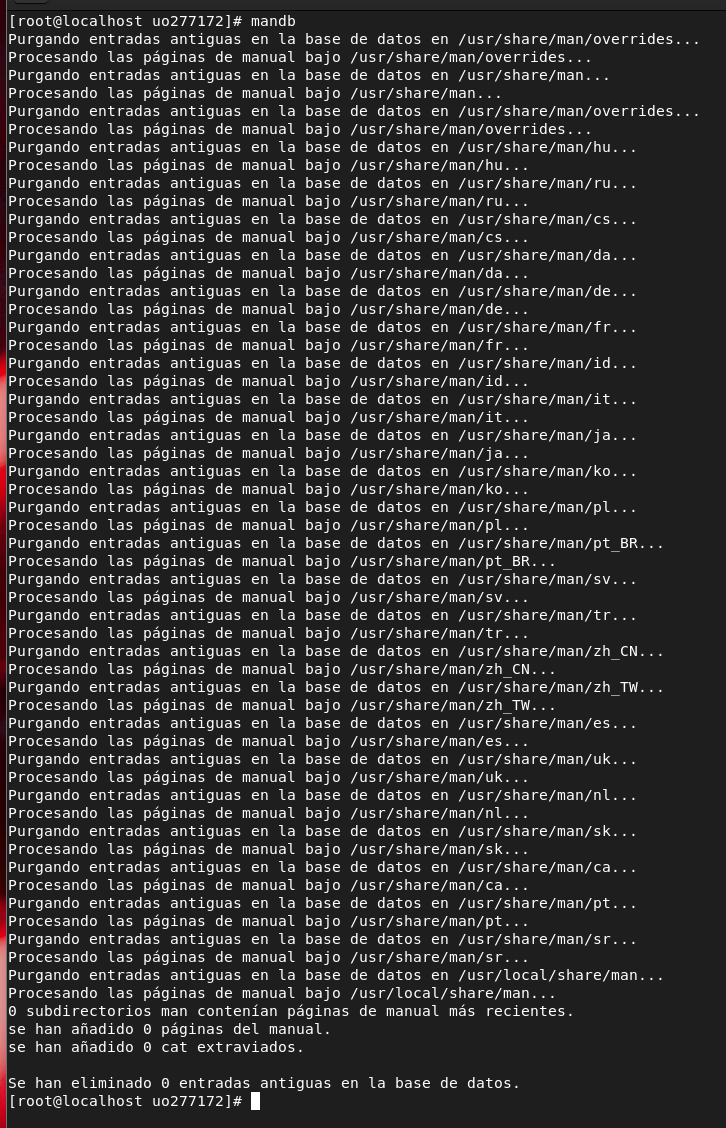 [root@localhost uo277172]# mandb
Purgando entradas antiguas en la base de datos en /usr/share/man/overrides...
Procesando las páginas de manual bajo /usr/share/man/overrides...
Purgando entradas antiguas en la base de datos en /usr/share/man...
Procesando las páginas de manual bajo /usr/share/man...
Purgando entradas antiguas en la base de datos en /usr/share/man/overrides...
Procesando las páginas de manual bajo /usr/share/man/overrides...
Purgando entradas antiguas en la base de datos en /usr/share/man/hu...
Procesando las páginas de manual bajo /usr/share/man/hu...
Purgando entradas antiguas en la base de datos en /usr/share/man/ru...
Procesando las páginas de manual bajo /usr/share/man/ru...
Purgando entradas antiguas en la base de datos en /usr/share/man/cs...
Procesando las páginas de manual bajo /usr/share/man/cs...
Purgando entradas antiguas en la base de datos en /usr/share/man/da...
Procesando las páginas de manual bajo /usr/share/man/da...
Purgando entradas antiguas en la base de datos en /usr/share/man/de...
Procesando las páginas de manual bajo /usr/share/man/de...
Purgando entradas antiguas en la base de datos en /usr/share/man/fr...
Procesando las páginas de manual bajo /usr/share/man/fr...
Purgando entradas antiguas en la base de datos en /usr/share/man/id...
Procesando las páginas de manual bajo /usr/share/man/id...
Purgando entradas antiguas en la base de datos en /usr/share/man/it...
Procesando las páginas de manual bajo /usr/share/man/it...
Purgando entradas antiguas en la base de datos en /usr/share/man/ja...
Procesando las páginas de manual bajo /usr/share/man/ja...
Purgando entradas antiguas en la base de datos en /usr/share/man/ko...
Procesando las páginas de manual bajo /usr/share/man/ko...
Purgando entradas antiguas en la base de datos en /usr/share/man/pl...
Procesando las páginas de manual bajo /usr/share/man/pl...
Purgando entradas antiguas en la base de datos en /usr/share/man/pt_BR...
Procesando las páginas de manual bajo /usr/share/man/pt_BR...
Purgando entradas antiguas en la base de datos en /usr/share/man/sv...
Procesando las páginas de manual bajo /usr/share/man/sv...
Purgando entradas antiguas en la base de datos en /usr/share/man/tr...
Procesando las páginas de manual bajo /usr/share/man/tr...
Purgando entradas antiguas en la base de datos en /usr/share/man/zh_CN...
Procesando las páginas de manual bajo /usr/share/man/zh_CN...
Purgando entradas antiguas en la base de datos en /usr/share/man/zh_TW...
Procesando las páginas de manual bajo /usr/share/man/zh_TW...
Purgando entradas antiguas en la base de datos en /usr/share/man/es...
Procesando las páginas de manual bajo /usr/share/man/es...
Purgando entradas antiguas en la base de datos en /usr/share/man/uk...
Procesando las páginas de manual bajo /usr/share/man/uk...
Purgando entradas antiguas en la base de datos en /usr/share/man/nl...
Procesando las páginas de manual bajo /usr/share/man/nl...
Purgando entradas antiguas en la base de datos en /usr/share/man/sk...
Procesando las páginas de manual bajo /usr/share/man/sk...
Purgando entradas antiguas en la base de datos en /usr/share/man/ca...
Procesando las páginas de manual bajo /usr/share/man/ca...
Purgando entradas antiguas en la base de datos en /usr/share/man/pt...
Procesando las páginas de manual bajo /usr/share/man/pt...
Purgando entradas antiguas en la base de datos en /usr/share/man/sr...
Procesando las páginas de manual bajo /usr/share/man/sr...
Purgando entradas antiguas en la base de datos en /usr/local/share/man...
Procesando las páginas de manual bajo /usr/local/share/man...
0 subdirectorios man contenían páginas de manual más recientes.
se han añadido 0 páginas del manual.
se han añadido 0 cat extraviados.
Se han eliminado 0 entradas antiguas en la base de datos.
[root@localhost uo277172]#